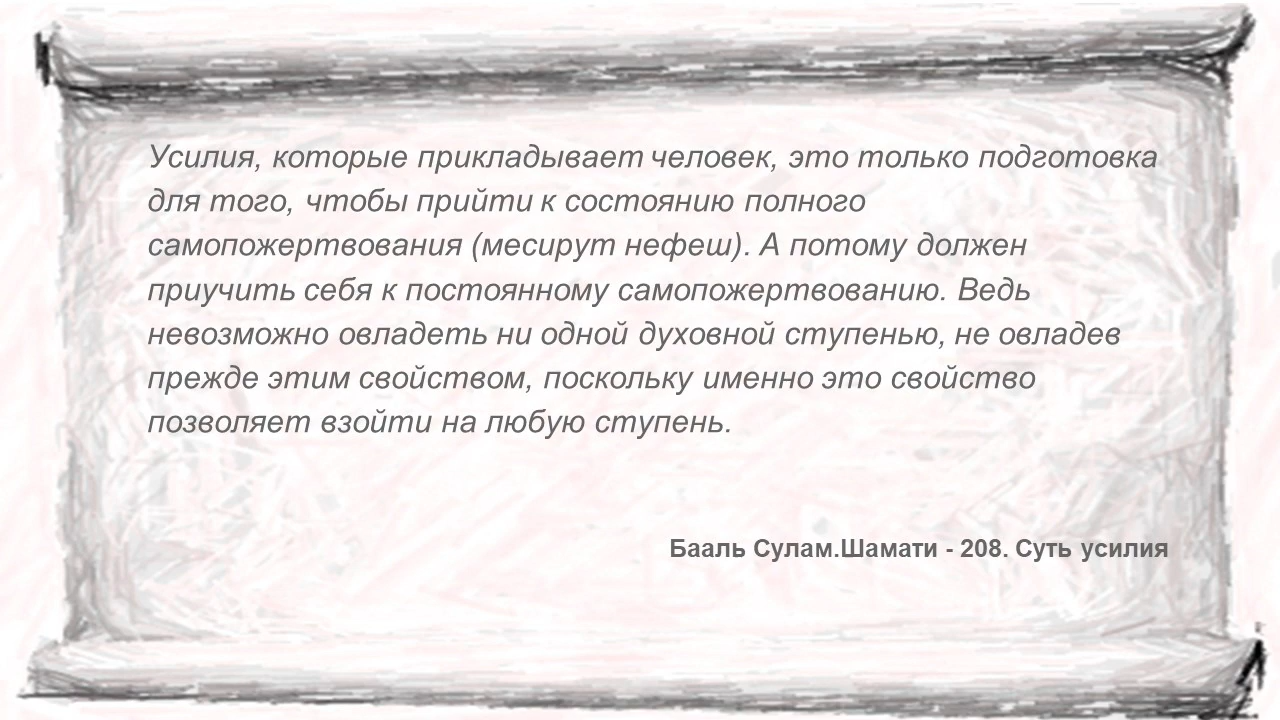 Усилия, которые прикладывает человек, это только подготовка
для того, чтобы прийти к состоянию полного
самопожертвования (месирут нефеш). А потому должен
приучить себя к постоянному самопожертвованию. Ведь
невозможно овладеть ни одной духовной ступенью, не овладев
прежде этим свойством, поскольку именно это свойство
позволяет взойти на любую ступень.
Бааль Сулам.Шамати - 208. Суть усилия